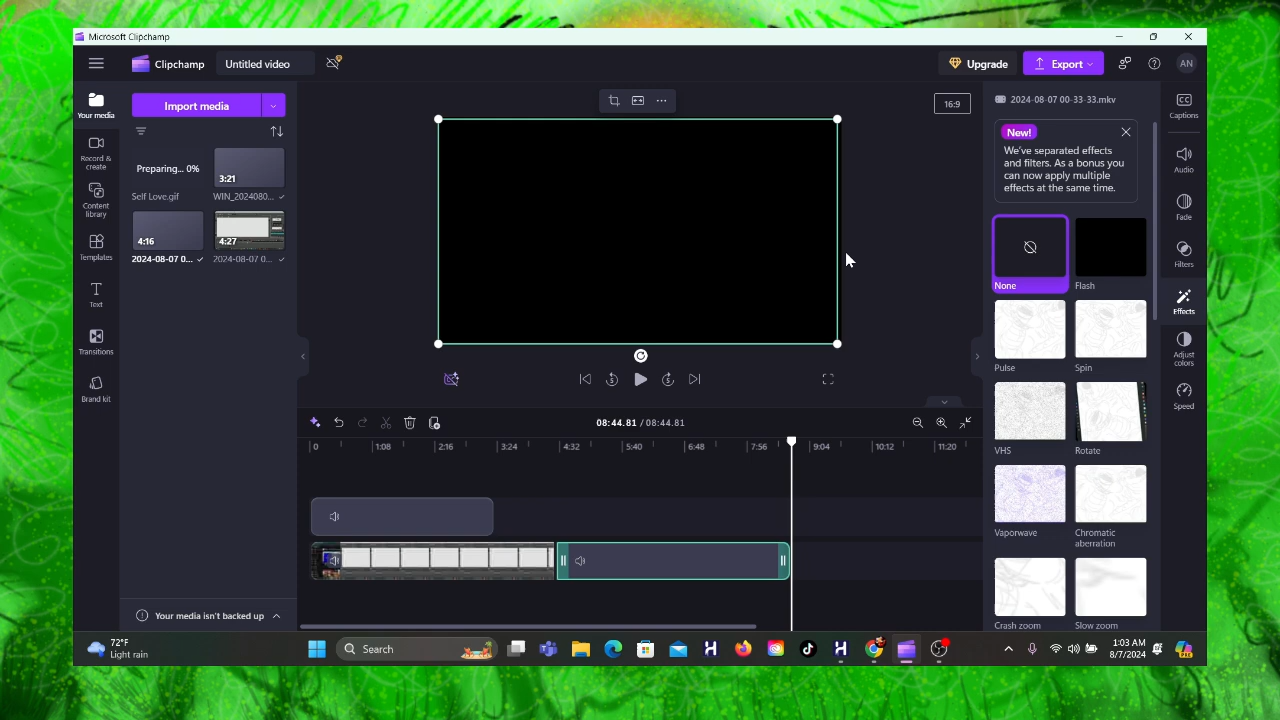 Microsoft Clipchamp
Clipchamp
Untitled video
Upgrade
Export
AN
Your media
Record & create
Content library
Templates
Text
Transitions
Brand kit
Import media
Preparing... 0%
Self Love.gif
3:21
WIN_2024080...
4:16
2024-08-07 0...
4:27
2024-08-07 0...
Your media isn't backed up
16:9
5
5
08:44.81 / 08:44.81
0
1:08
2:16
3:24
4:32
5:40
6:48
7:56
9:04
10:12
11:20
2024-08-07 00-33-33.mkv
New!
We've separated effects
and filters. As a bonus you
can now apply multiple
effects at the same time.
None
Flash
Pulse
Spin
VHS
Rotate
Vaporwave
Chromatic
aberration
Crash zoom
Slow zoom
CC
Captions
Audio
Fade
Filters
Effects
Adjust
colors
Speed
72°F
Light rain
Search
1:03 AM
8/7/2024